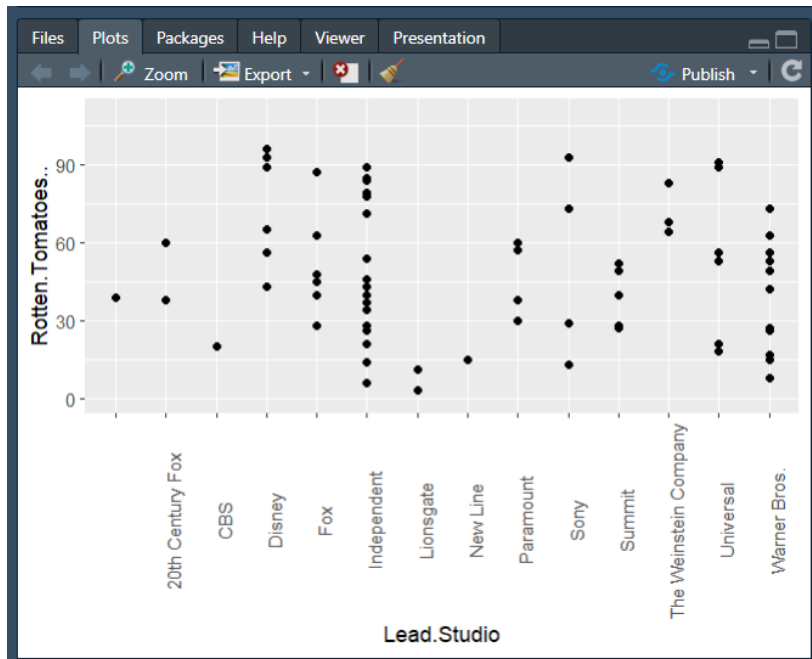 Files Plots Packages Help Viewer Presentation
Zoom Export Publish
Rotten.Tomatoes..
90
60
30
0
20th Century Fox
CBS
Disney
Fox
Independent
Lionsgate
New Line
Paramount
Sony
Summit
The Weinstein Company
Universal
Warner Bros.
Lead.Studio